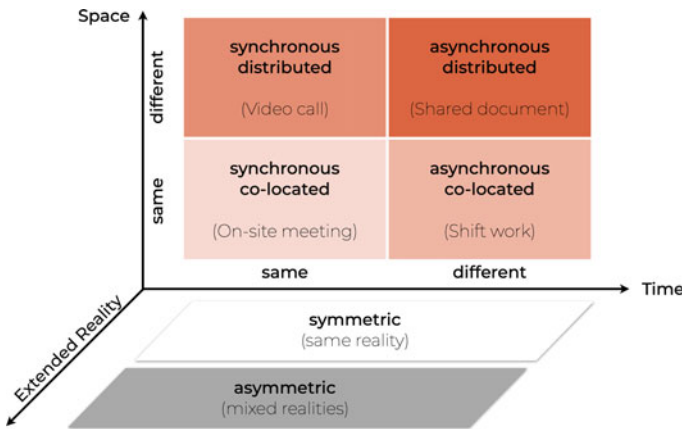 Space
synchronous
distributed
(Video call)
asynchronous
distributed
(Shared document)
different
synchronous
co-located
(On-site meeting)
asynchronous
co-located
(Shift work)
same
same
different
Time
Extended Reality
symmetric
(same reality)
asymmetric
(mixed realities)